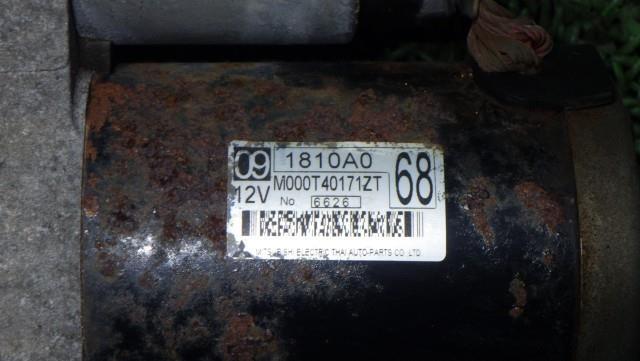 09 1810A0 68
12V M000T40171ZT
No 6626
MITSUBISHI ELECTRIC THAI AUTO-PARTS CO. LTD.